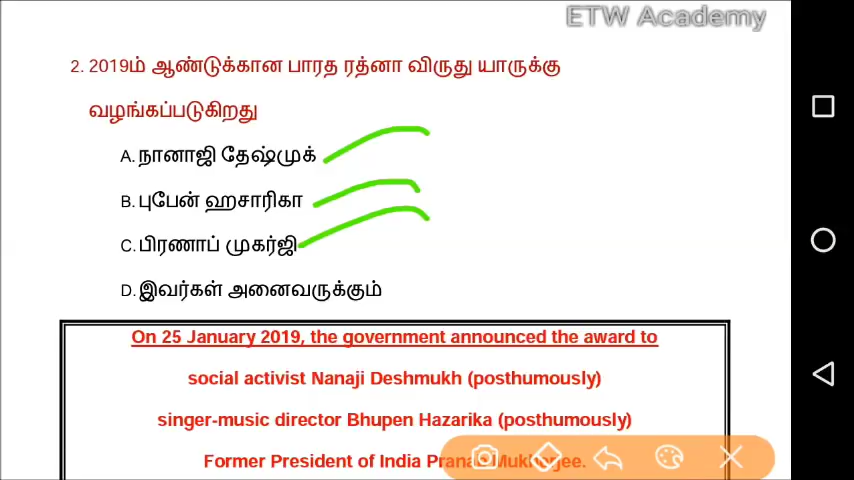 ETW Academy
2. 2019ம் ஆண்டுக்கான பாரத ரத்னா விருது யாருக்கு
வழங்கப்படுகிறது
A. நானாஜி தேஷ்முக்
B. புபேன் ஹசாரிகா
C. பிரணாப் முகர்ஜி
D. இவர்கள் அனைவருக்கும்
On 25 January 2019, the government announced the award to
social activist Nanaji Deshmukh (posthumously)
singer-music director Bhupen Hazarika (posthumously)
Former President of India Pranab Mukherjee.